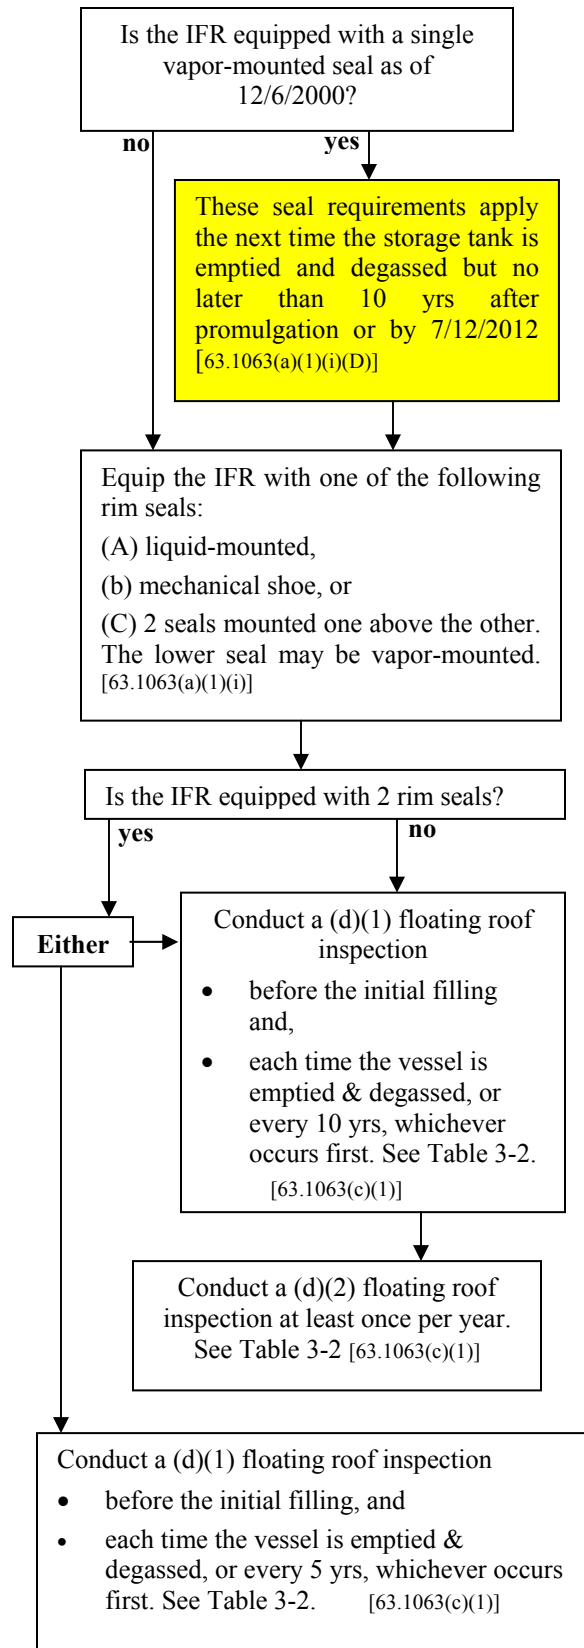 Is the IFR equipped with a single
vapor-mounted seal as of
12/6/2000?
no
yes
These seal requirements apply
the next time the storage tank is
emptied and degassed but no
later than 10 yrs after
promulgation or by 7/12/2012
[63.1063(a)(1)(i)(D)]
Equip the IFR with one of the following
rim seals:
(A) liquid-mounted,
(b) mechanical shoe, or
(C) 2 seals mounted one above the other.
The lower seal may be vapor-mounted.
[63.1063(a)(1)(i)]
Is the IFR equipped with 2 rim seals?
yes
no
Either
Conduct a (d)(1) floating roof
inspection
• before the initial filling
and,
• each time the vessel is
emptied & degassed, or
every 10 yrs, whichever
occurs first. See Table 3-2.
[63.1063(c)(1)]
Conduct a (d)(2) floating roof
inspection at least once per year.
See Table 3-2 [63.1063(c)(1)]
Conduct a (d)(1) floating roof inspection
• before the initial filling, and
• each time the vessel is emptied &
degassed, or every 5 yrs, whichever occurs
first. See Table 3-2. [63.1063(c)(1)]